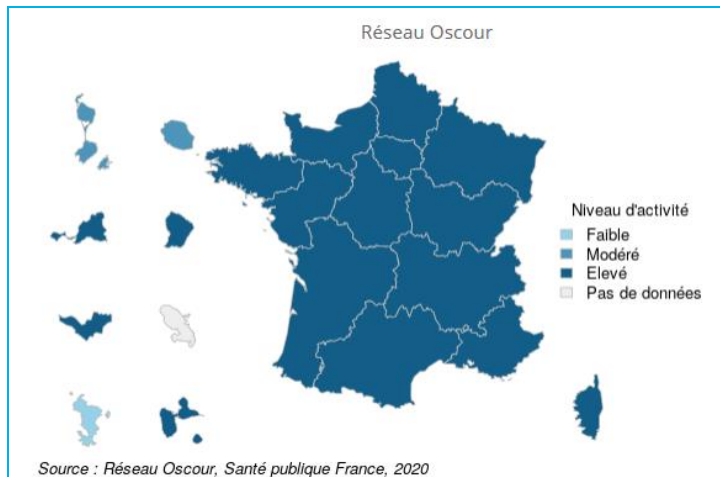 Réseau Oscour
Niveau d'activité
Faible
Modéré
Elevé
Pas de données
Source : Réseau Oscour, Santé publique France, 2020